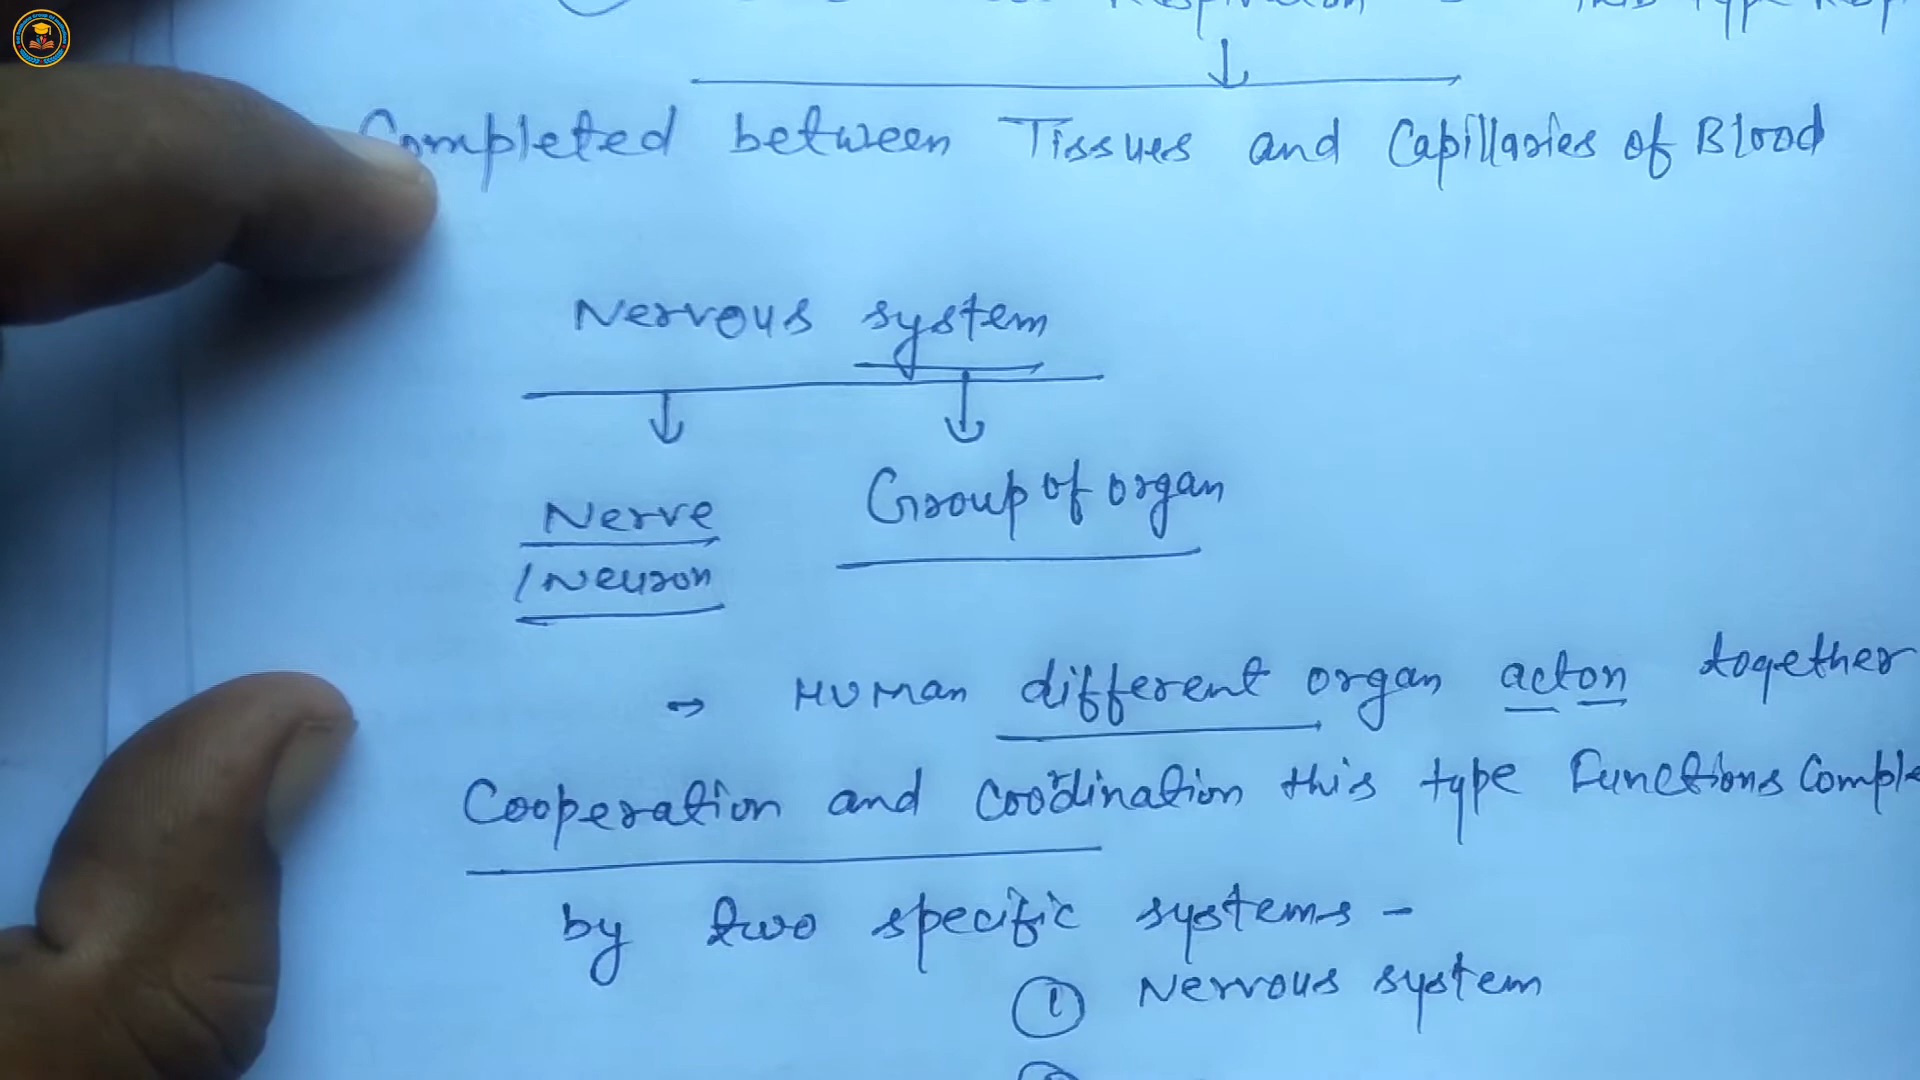 Completed between Tissues and Capillaries of Blood
Nervous system
Nerve Group of organ
/Neuron
→ Human different organ acton together
Cooperation and coordination this type Functions Comple
by two specific systems -
① Nervous system